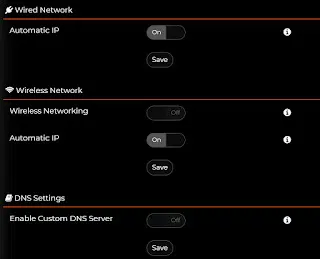 Wired Network
Automatic IP On
Save
Wireless Network
Wireless Networking Off
Automatic IP On
Save
DNS Settings
Enable Custom DNS Server Off
Save